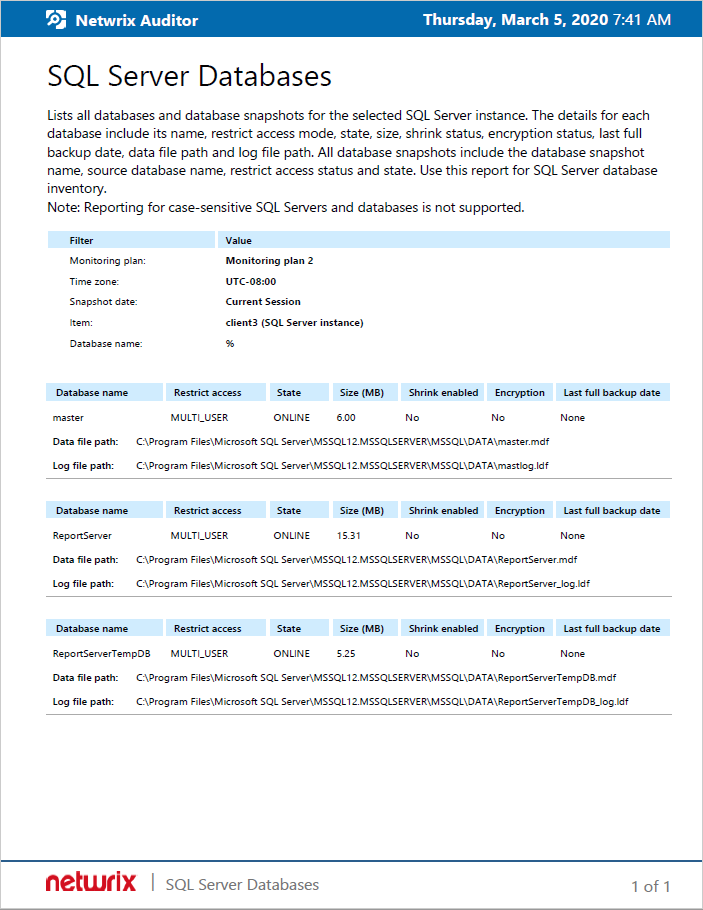 Netwrix Auditor Thursday, March 5, 2020 7:41 AM
SQL Server Databases
Lists all databases and database snapshots for the selected SQL Server instance. The details for each
database include its name, restrict access mode, state, size, shrink status, encryption status, last full
backup date, data file path and log file path. All database snapshots include the database snapshot
name, source database name, restrict access status and state. Use this report for SQL Server database
inventory.
Note: Reporting for case-sensitive SQL Servers and databases is not supported.
Filter Value
Monitoring plan: Monitoring plan 2
Time zone: UTC-08:00
Snapshot date: Current Session
Item: client3 (SQL Server instance)
Database name: %
Database name Restrict access State Size (MB) Shrink enabled Encryption Last full backup date
master MULTI_USER ONLINE 6.00 No No None
Data file path: C:\Program Files\Microsoft SQL Server\MSSQL12.MSSQLSERVER\MSSQL\DATA\master.mdf
Log file path: C:\Program Files\Microsoft SQL Server\MSSQL12.MSSQLSERVER\MSSQL\DATA\mastlog.ldf
Database name Restrict access State Size (MB) Shrink enabled Encryption Last full backup date
ReportServer MULTI_USER ONLINE 15.31 No No None
Data file path: C:\Program Files\Microsoft SQL Server\MSSQL12.MSSQLSERVER\MSSQL\DATA\ReportServer.mdf
Log file path: C:\Program Files\Microsoft SQL Server\MSSQL12.MSSQLSERVER\MSSQL\DATA\ReportServer_log.ldf
Database name Restrict access State Size (MB) Shrink enabled Encryption Last full backup date
ReportServerTempDB MULTI_USER ONLINE 5.25 No No None
Data file path: C:\Program Files\Microsoft SQL Server\MSSQL12.MSSQLSERVER\MSSQL\DATA\ReportServerTempDB.mdf
Log file path: C:\Program Files\Microsoft SQL Server\MSSQL12.MSSQLSERVER\MSSQL\DATA\ReportServerTempDB_log.ldf
netwrix | SQL Server Databases 1 of 1